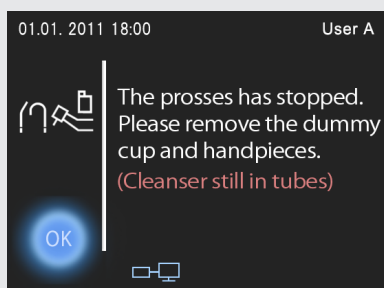 01.01. 2011 18:00 User A
The prosses has stopped.
Please remove the dummy
cup and handpieces.
(Cleanser still in tubes)
OK